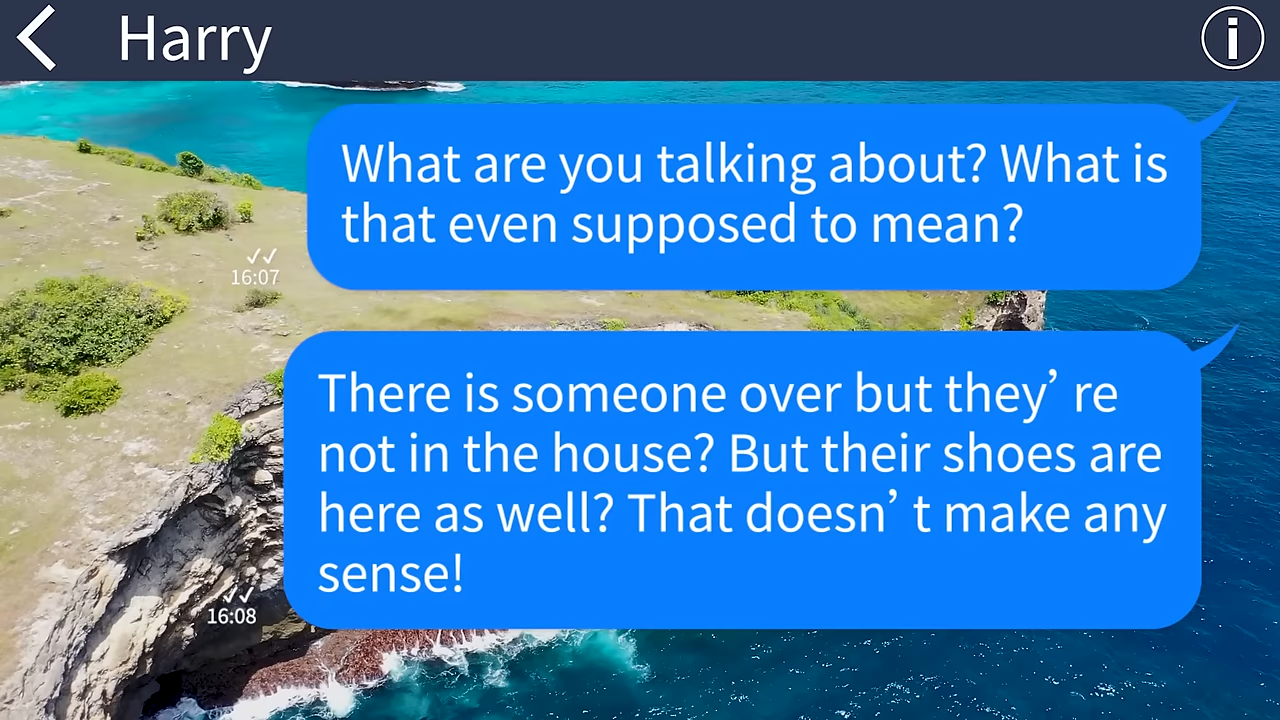 Harry
What are you talking about? What is
that even supposed to mean?
16:07
There is someone over but they’ re
not in the house? But their shoes are
here as well? That doesn’ t make any
sense!
16:08